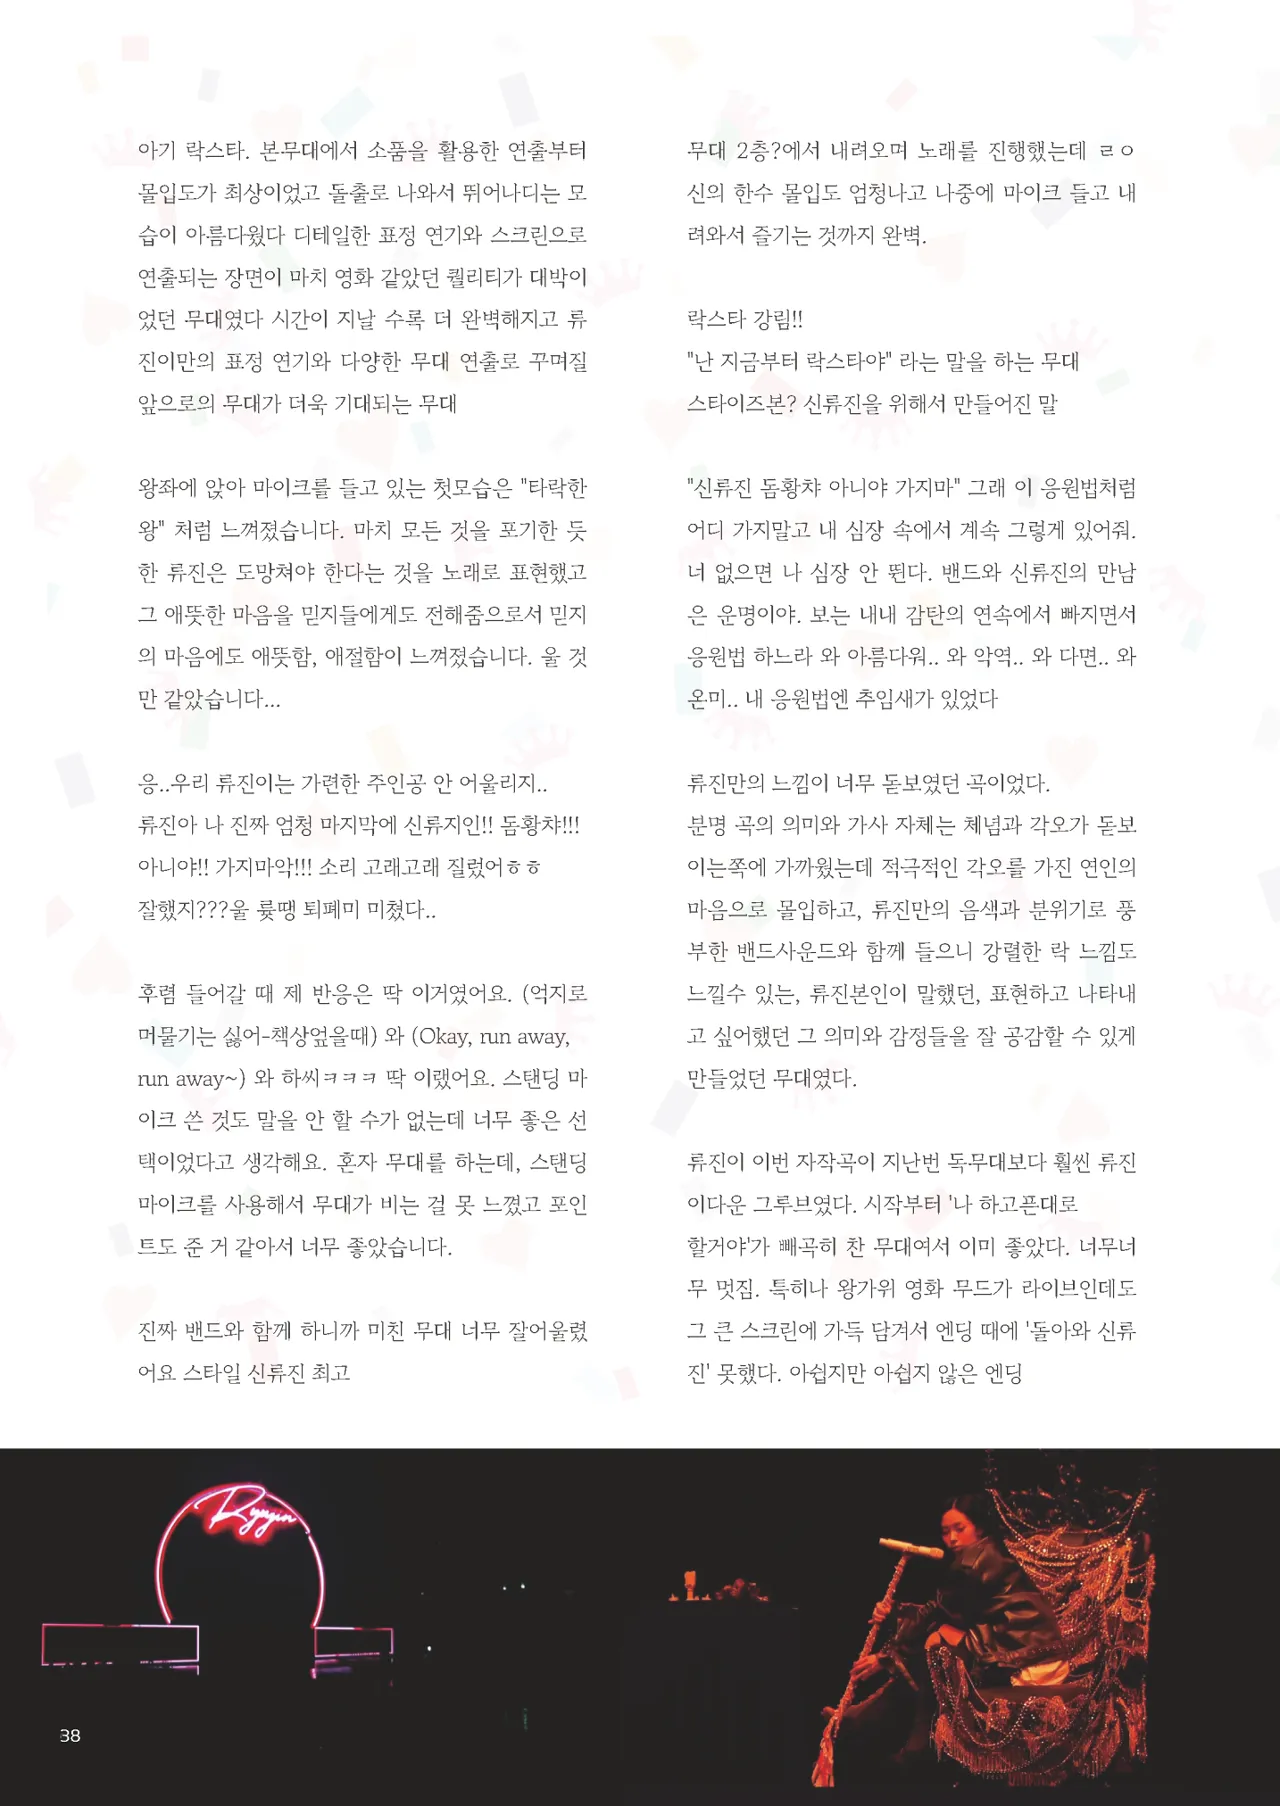 아기 락스타. 본무대에서 소품을 활용한 연출부터
몰입도가 최상이었고 돌출로 나와서 뛰어나디는 모
습이 아름다웠다 디테일한 표정 연기와 스크린으로
연출되는 장면이 마치 영화 같았던 퀄리티가 대박이
었던 무대였다 시간이 지날 수록 더 완벽해지고 류
진이만의 표정 연기와 다양한 무대 연출로 꾸며질
앞으로의 무대가 더욱 기대되는 무대
왕좌에 앉아 마이크를 들고 있는 첫모습은 "타락한
왕" 처럼 느껴졌습니다. 마치 모든 것을 포기한 듯
한 류진은 도망쳐야 한다는 것을 노래로 표현했고
그 애뜻한 마음을 믿지들에게도 전해줌으로서 믿지
의 마음에도 애뜻함, 애절함이 느껴졌습니다. 울 것
만 같았습니다...
응..우리 류진이는 가련한 주인공 안 어울리지..
류진아 나 진짜 엄청 마지막에 신류지인!! 돔황챠!!!
아니야!! 가지마악!!! 소리 고래고래 질렀어ㅎㅎ
잘했지???울 륮땡 퇴폐미 미쳤다..
후렴 들어갈 때 제 반응은 딱 이거였어요. (억지로
머물기는 싫어-책상엎을때) 와 (Okay, run away,
run away~) 와 하씨ㅋㅋㅋ 딱 이랬어요. 스탠딩 마
이크 쓴 것도 말을 안 할 수가 없는데 너무 좋은 선
택이었다고 생각해요. 혼자 무대를 하는데, 스탠딩
마이크를 사용해서 무대가 비는 걸 못 느꼈고 포인
트도 준 거 같아서 너무 좋았습니다.
진짜 밴드와 함께 하니까 미친 무대 너무 잘어울렸
어요 스타일 신류진 최고
무대 2층?에서 내려오며 노래를 진행했는데 ㄹㅇ
신의 한수 몰입도 엄청나고 나중에 마이크 들고 내
려와서 즐기는 것까지 완벽.
락스타 강림!!
"난 지금부터 락스타야" 라는 말을 하는 무대
스타이즈본? 신류진을 위해서 만들어진 말
"신류진 돔황챠 아니야 가지마" 그래 이 응원법처럼
어디 가지말고 내 심장 속에서 계속 그렇게 있어줘.
너 없으면 나 심장 안 뛴다. 밴드와 신류진의 만남
은 운명이야. 보는 내내 감탄의 연속에서 빠지면서
응원법 하느라 와 아름다워.. 와 악역.. 와 다면.. 와
온미.. 내 응원법엔 추임새가 있었다
류진만의 느낌이 너무 돋보였던 곡이었다.
분명 곡의 의미와 가사 자체는 체념과 각오가 돋보
이는쪽에 가까웠는데 적극적인 각오를 가진 연인의
마음으로 몰입하고, 류진만의 음색과 분위기로 풍
부한 밴드사운드와 함께 들으니 강렬한 락 느낌도
느낄수 있는, 류진본인이 말했던, 표현하고 나타내
고 싶어했던 그 의미와 감정들을 잘 공감할 수 있게
만들었던 무대였다.
류진이 이번 자작곡이 지난번 독무대보다 훨씬 류진
이다운 그루브였다. 시작부터 '나 하고픈대로
할거야'가 빼곡히 찬 무대여서 이미 좋았다. 너무너
무 멋짐. 특히나 왕가위 영화 무드가 라이브인데도
그 큰 스크린에 가득 담겨서 엔딩 때에 '돌아와 신류
진' 못했다. 아쉽지만 아쉽지 않은 엔딩
Ryujin
38